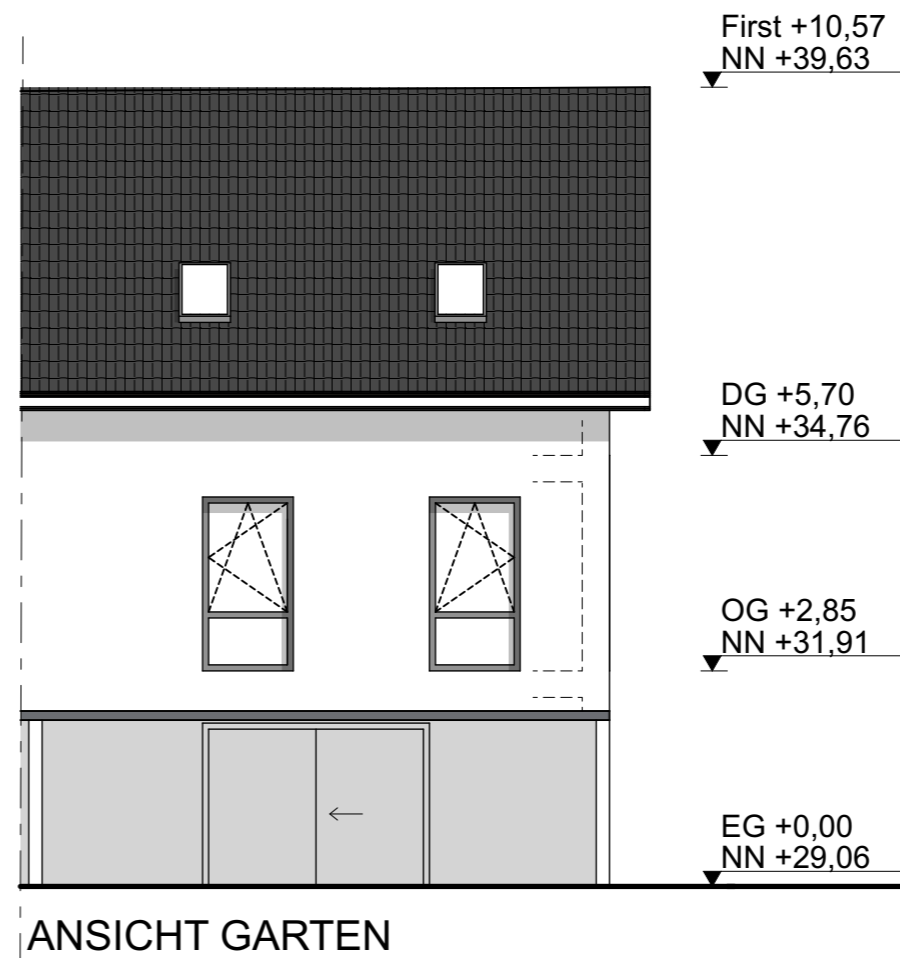 First +10,57
NN +39,63
DG +5,70
NN +34,76
OG +2,85
NN +31,91
EG +0,00
NN +29,06
ANSICHT GARTEN